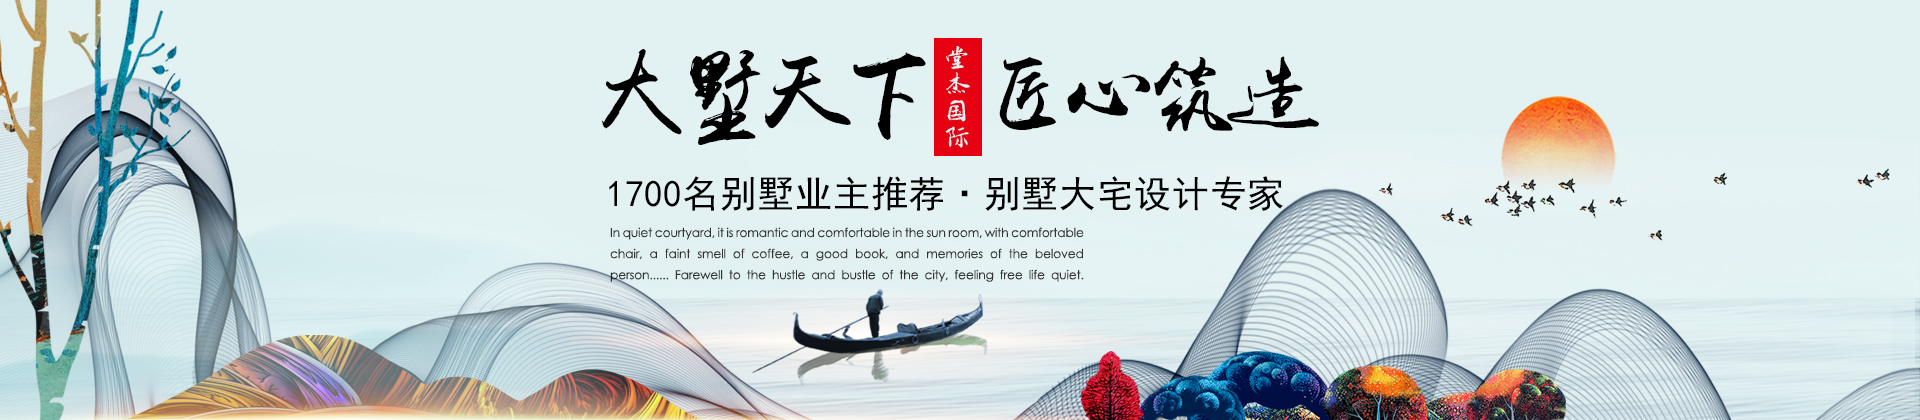 大墅天下 堂杰国际 匠心筑造
1700名别墅业主推荐·别墅大宅设计专家
In quiet courtyard, it is romantic and comfortable in the sun room, with comfortable
chair, a faint smell of coffee, a good book, and memories of the beloved
person...... Farewell to the hustle and bustle of the city, feeling free life quiet.